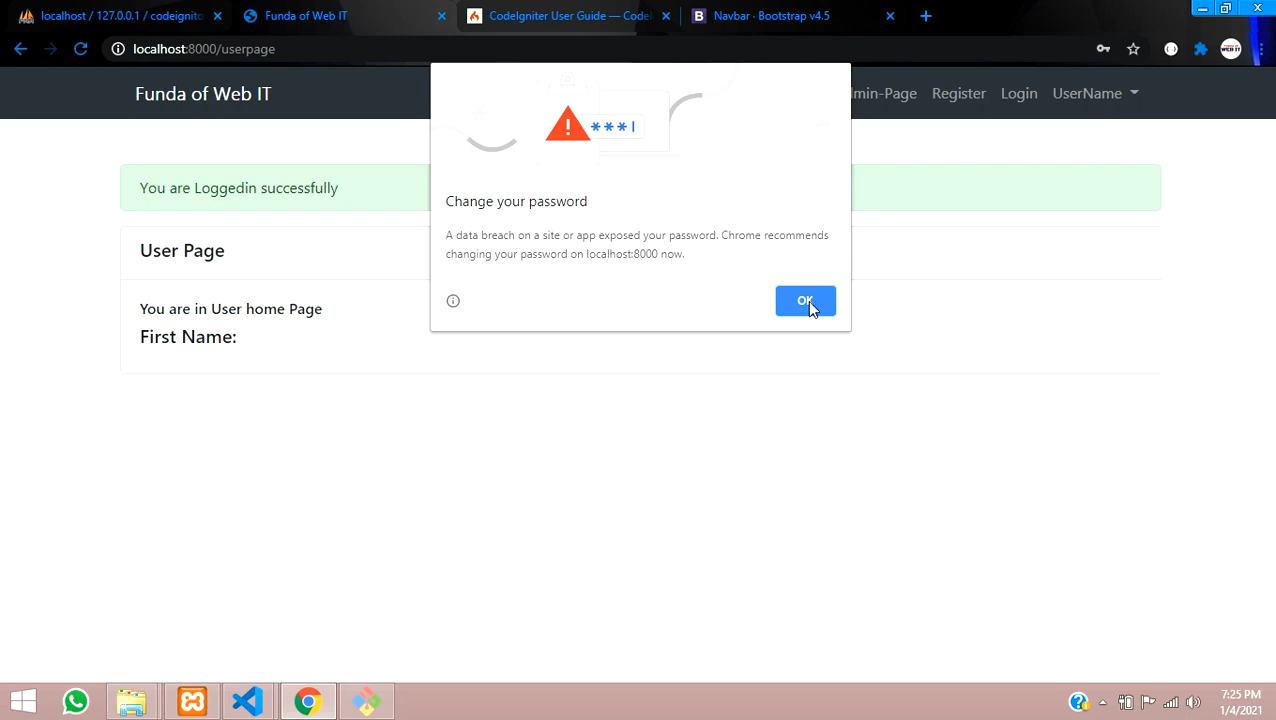 localhost / 127.0.0.1 / codeignito
Funda of Web IT
CodeIgniter User Guide — Codel
Navbar · Bootstrap v4.5
localhost:8000/userpage
Funda of Web IT
min-Page
Register
Login
UserName
You are Loggedin successfully
User Page
You are in User home Page
First Name:
***|
Change your password
A data breach on a site or app exposed your password. Chrome recommends
changing your password on localhost:8000 now.
OK
7:25 PM
1/4/2021